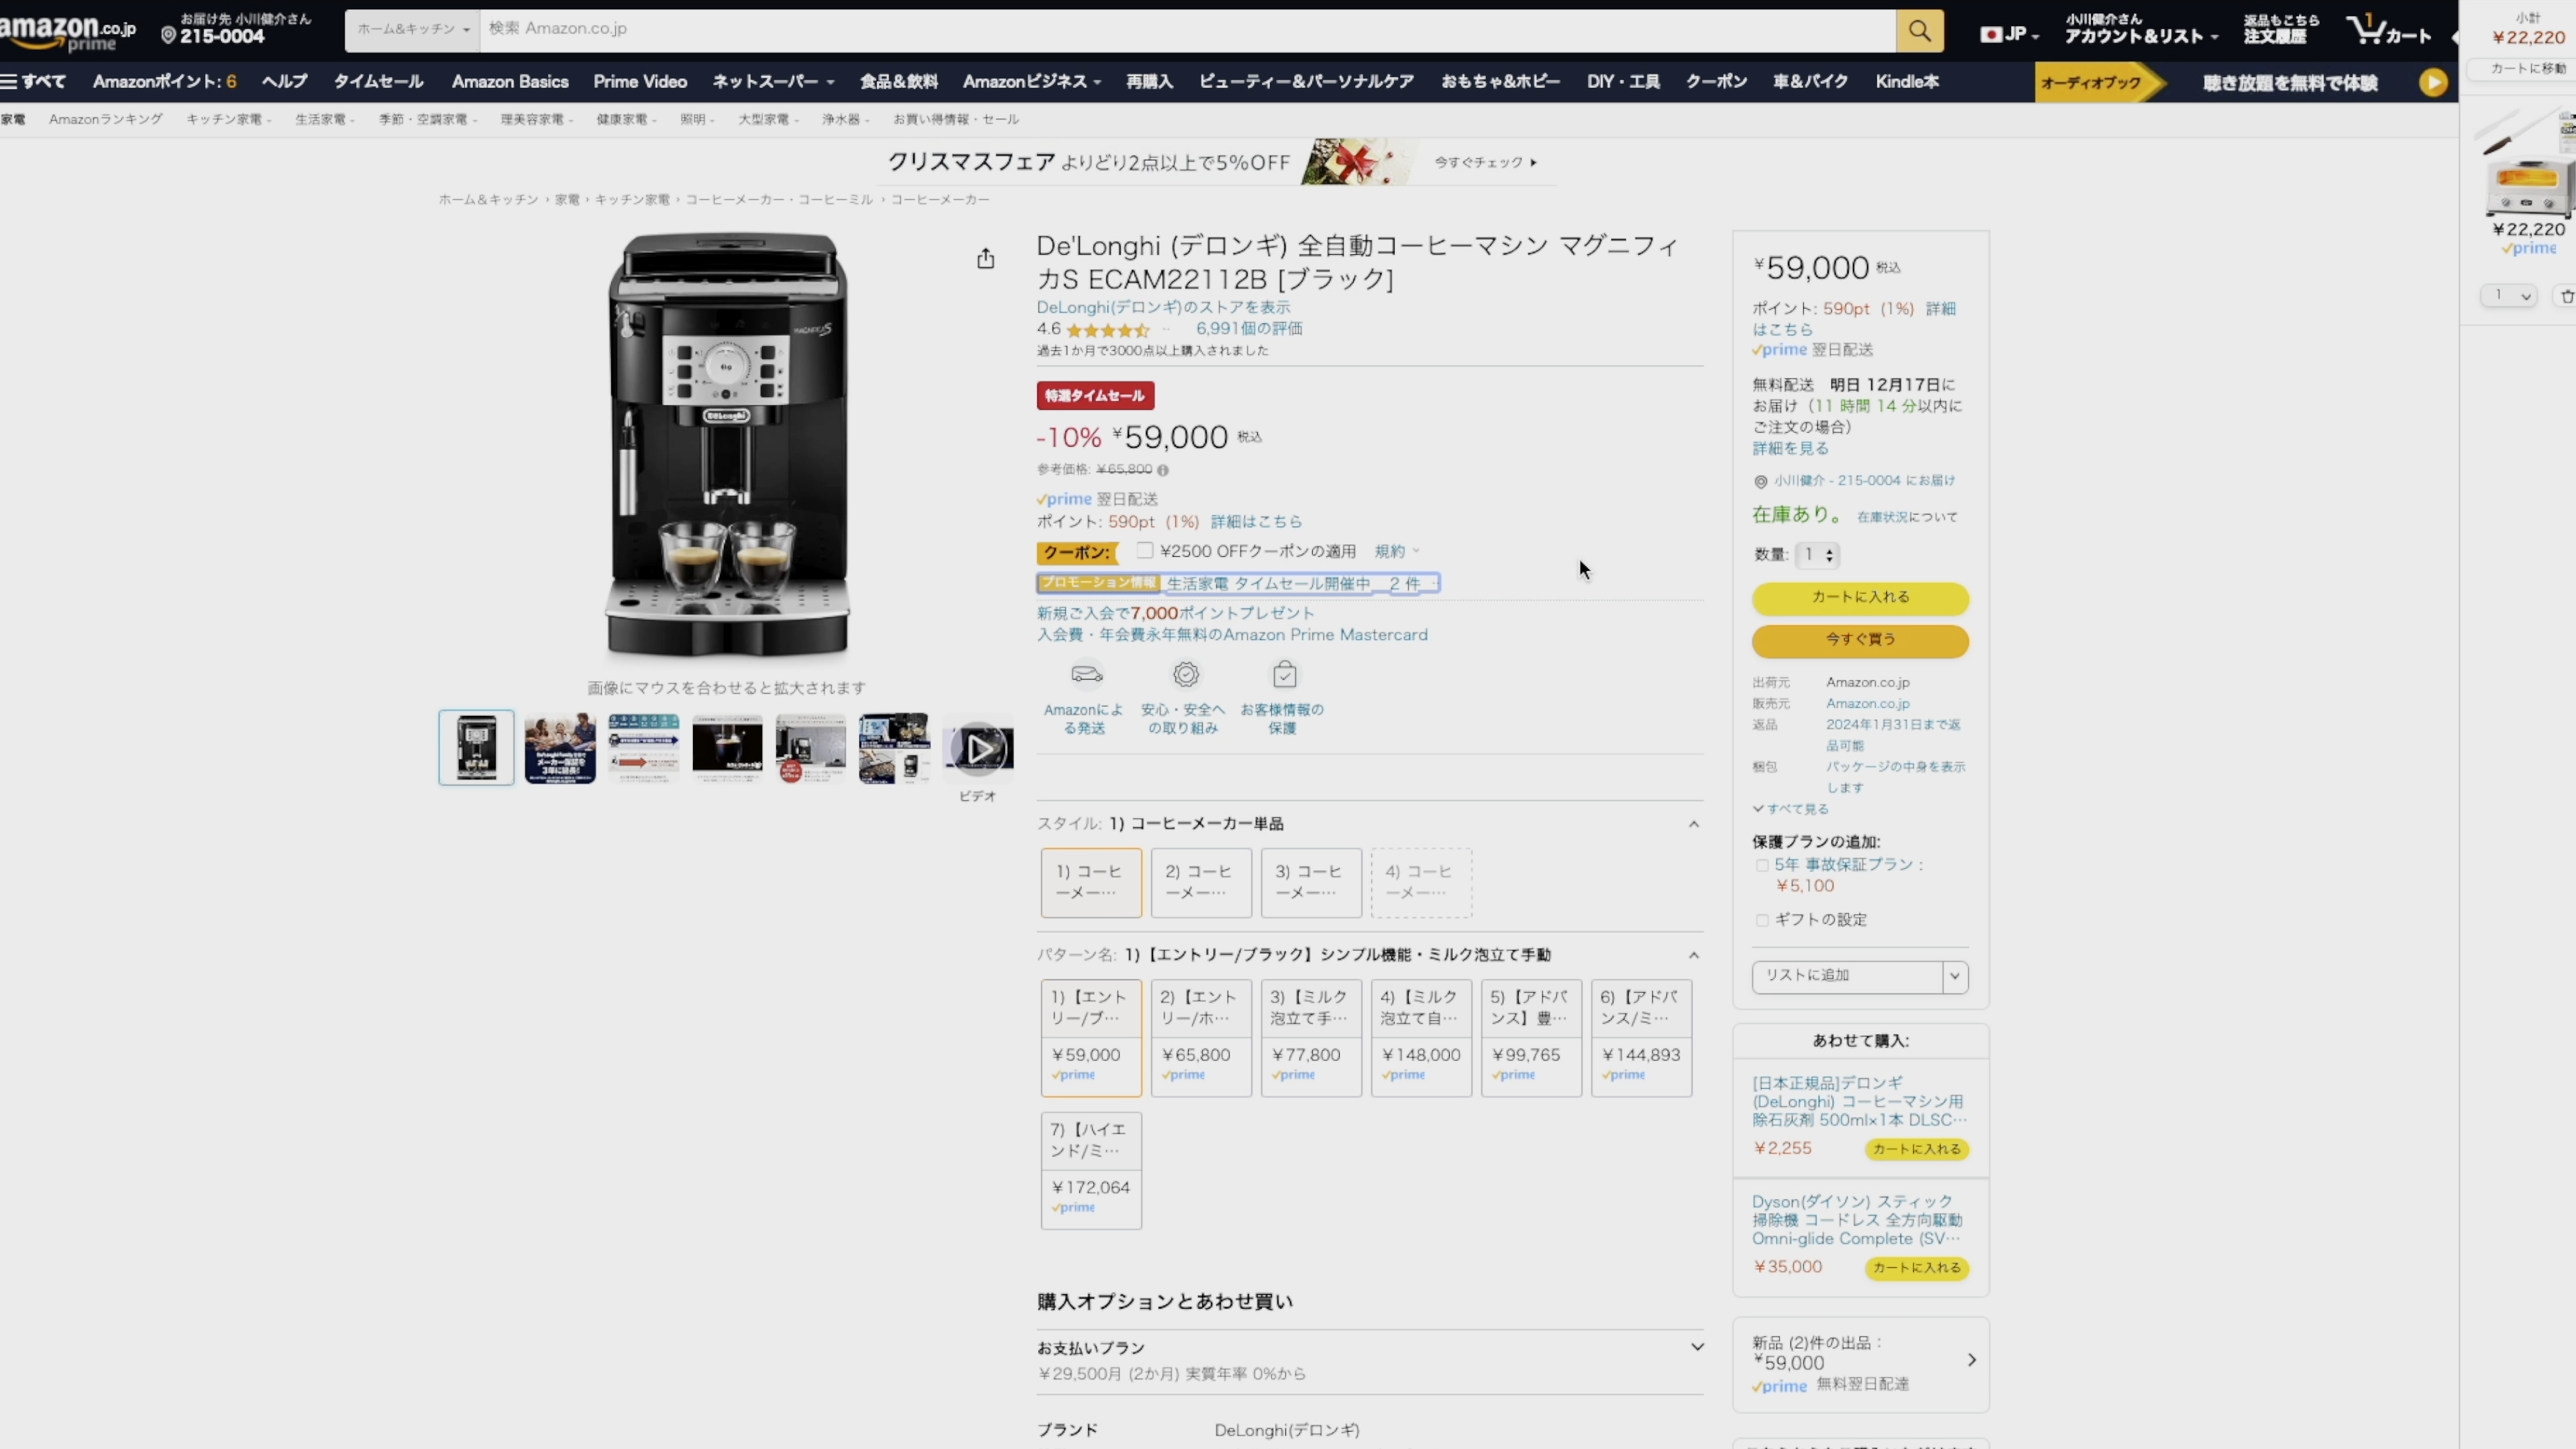 amazon.co.jp
prime
お届け先 小川健介さん
215-0004
ホーム&キッチン
検索 Amazon.co.jp
JP
小川健介さん
アカウント&リスト
返品もこちら
注文履歴
1
カート
小計
¥22,220
カートに移動
すべて
Amazonポイント: 6
ヘルプ
タイムセール
Amazon Basics
Prime Video
ネットスーパー
食品&飲料
Amazonビジネス
再購入
ビューティー&パーソナルケア
おもちゃ&ホビー
DIY・工具
クーポン
車&バイク
Kindle本
オーディオブック
聴き放題を無料で体験
家電
Amazonランキング
キッチン家電
生活家電
季節・空調家電
理美容家電
健康家電
照明
大型家電
浄水器
お買い得情報・セール
クリスマスフェア よりどり2点以上で5%OFF
今すぐチェック
ホーム&キッチン › 家電 › キッチン家電 › コーヒーメーカー・コーヒーミル › コーヒーメーカー
¥22,220
prime
1
De'Longhi (デロンギ) 全自動コーヒーマシン マグニフィ
カS ECAM22112B [ブラック]
DeLonghi(デロンギ)のストアを表示
4.6
6,991個の評価
過去1か月で3000点以上購入されました
特選タイムセール
-10% ¥59,000 税込
参考価格: ¥65,800
prime 翌日配送
ポイント: 590pt (1%) 詳細はこちら
クーポン:
¥2500 OFFクーポンの適用 規約
プロモーション情報 生活家電 タイムセール開催中 2 件
新規ご入会で7,000ポイントプレゼント
入会費・年会費永年無料のAmazon Prime Mastercard
Amazonによ
る発送
安心・安全へ
の取り組み
お客様情報の
保護
DeLonghi
画像にマウスを合わせると拡大されます
メーカー保証を
3年に延長!
ビデオ
スタイル: 1) コーヒーメーカー単品
1) コーヒ
ーメー…
2) コーヒ
ーメー…
3) コーヒ
ーメー…
4) コーヒ
ーメー…
パターン名: 1)【エントリー/ブラック】シンプル機能・ミルク泡立て手動
1)【エント
リー/ブ…
¥59,000
prime
2)【エント
リー/ホ…
¥65,800
prime
3)【ミルク
泡立て手…
¥77,800
prime
4)【ミルク
泡立て自…
¥148,000
prime
5)【アドバ
ンス】豊…
¥99,765
prime
6)【アドバ
ンス/ミ…
¥144,893
prime
7)【ハイエ
ンド/ミ…
¥172,064
prime
購入オプションとあわせ買い
お支払いプラン
¥29,500月 (2か月) 実質年率 0%から
ブランド
DeLonghi(デロンギ)
¥59,000 税込
ポイント: 590pt (1%) 詳細
はこちら
prime 翌日配送
無料配送 明日 12月17日に
お届け（11 時間 14 分以内に
ご注文の場合）
詳細を見る
小川健介 - 215-0004 にお届け
在庫あり。 在庫状況について
数量: 1
カートに入れる
今すぐ買う
出荷元 Amazon.co.jp
販売元 Amazon.co.jp
返品 2024年1月31日まで返
品可能
梱包 パッケージの中身を表示
します
すべて見る
保護プランの追加:
5年 事故保証プラン :
¥5,100
ギフトの設定
リストに追加
あわせて購入:
[日本正規品]デロンギ
(DeLonghi) コーヒーマシン用
除石灰剤 500ml×1本 DLSC…
¥2,255
カートに入れる
Dyson(ダイソン) スティック
掃除機 コードレス 全方向駆動
Omni-glide Complete (SV…
¥35,000
カートに入れる
新品 (2)件の出品 :
¥59,000
prime 無料翌日配達